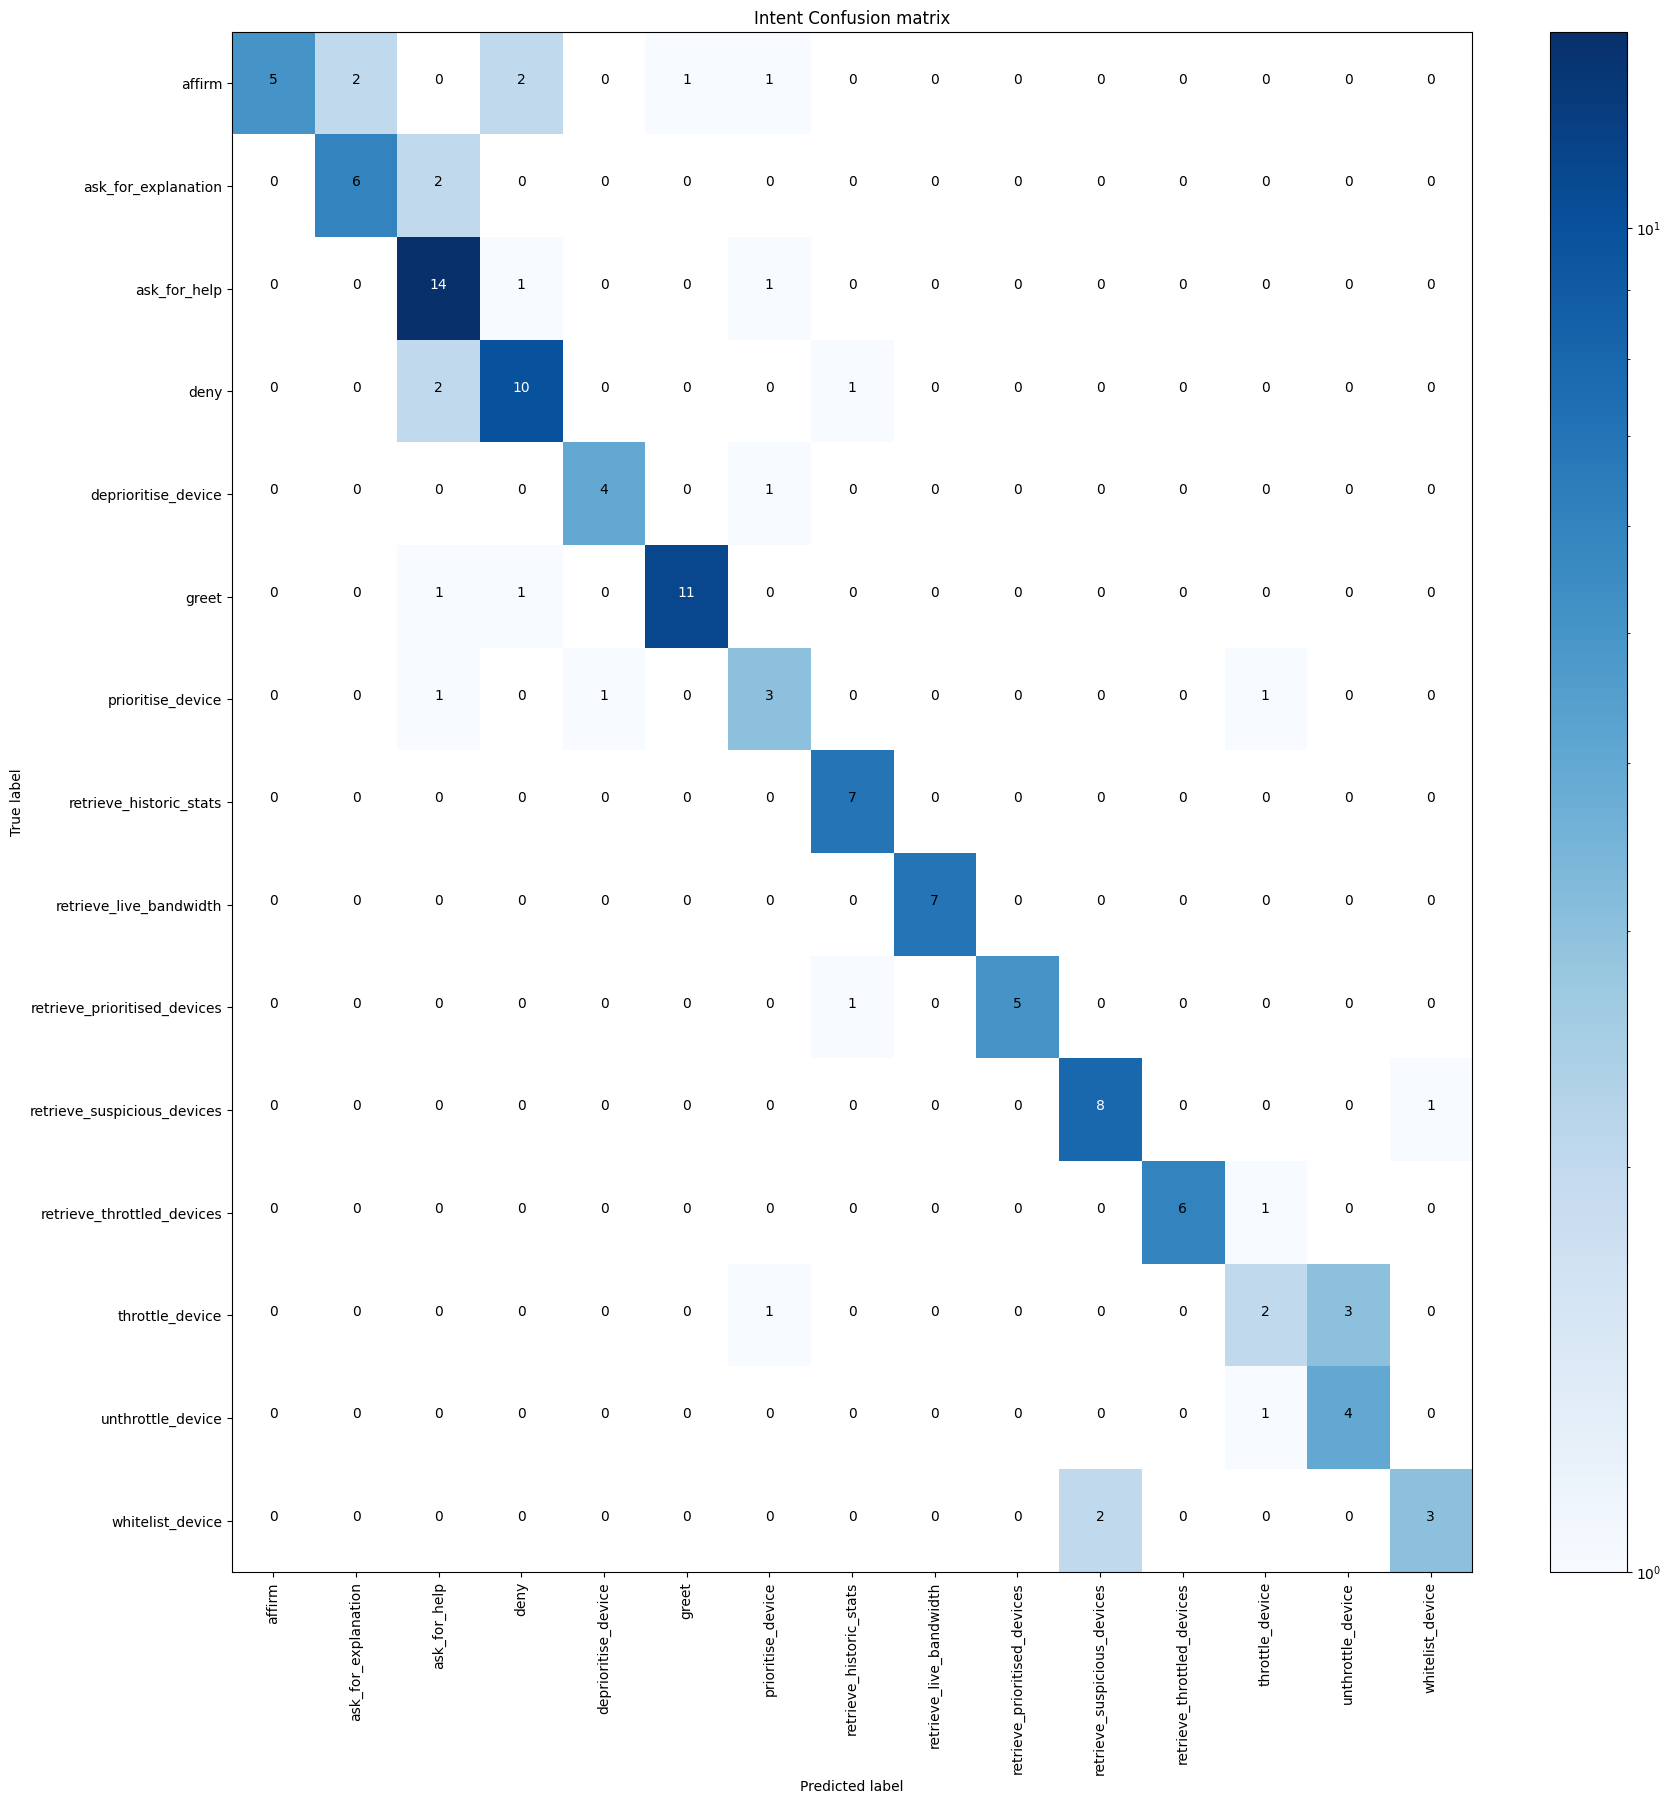 Intent Confusion matrix
affirm 5 2 0 2 0 1 1 0 0 0 0 0 0 0 0
ask_for_explanation 0 6 2 0 0 0 0 0 0 0 0 0 0 0 0
ask_for_help 0 0 14 1 0 0 1 0 0 0 0 0 0 0 0
deny 0 0 2 10 0 0 0 1 0 0 0 0 0 0 0
deprioritise_device 0 0 0 0 4 0 1 0 0 0 0 0 0 0 0
greet 0 0 1 1 0 11 0 0 0 0 0 0 0 0 0
prioritise_device 0 0 1 0 1 0 3 0 0 0 0 0 1 0 0
retrieve_historic_stats 0 0 0 0 0 0 0 7 0 0 0 0 0 0 0
retrieve_live_bandwidth 0 0 0 0 0 0 0 0 7 0 0 0 0 0 0
retrieve_prioritised_devices 0 0 0 0 0 0 0 1 0 5 0 0 0 0 0
retrieve_suspicious_devices 0 0 0 0 0 0 0 0 0 0 8 0 0 0 1
retrieve_throttled_devices 0 0 0 0 0 0 0 0 0 0 0 6 1 0 0
throttle_device 0 0 0 0 0 0 1 0 0 0 0 0 2 3 0
unthrottle_device 0 0 0 0 0 0 0 0 0 0 0 0 1 4 0
whitelist_device 0 0 0 0 0 0 0 0 0 0 2 0 0 0 3
True label
affirm
ask_for_explanation
ask_for_help
deny
deprioritise_device
greet
prioritise_device
retrieve_historic_stats
retrieve_live_bandwidth
retrieve_prioritised_devices
retrieve_suspicious_devices
retrieve_throttled_devices
throttle_device
unthrottle_device
whitelist_device
Predicted label
10¹
10⁰